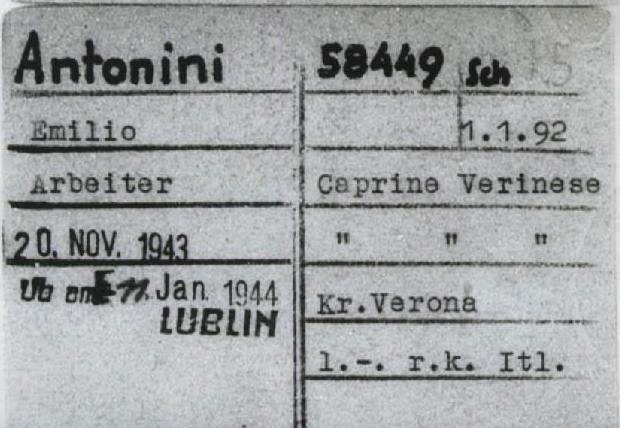 Antonini
58449 Sch
Emilio
1.1.92
Arbeiter
Caprine Verinese
20. NOV. 1943
" " "
Jan. 1944
LUBLIN
Kr.Verona
l.-. r.k. Itl.